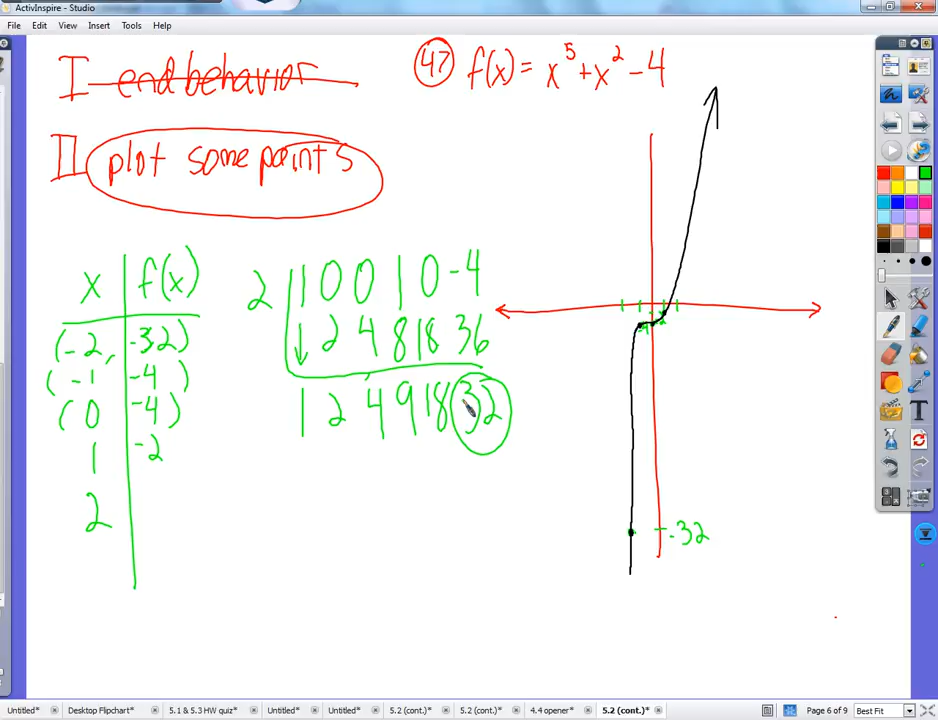 ActivInspire - Studio
File Edit View Insert Tools Help
I end behavior
47 f(x) = x^5 + x^2 - 4
II plot some points
x f(x)
(-2, -32)
(-1 -4)
(0 -4)
1 -2
2
2 1 0 0 1 0 -4
2 4 8 18 36
1 2 4 9 18 32
-32
Untitled* Desktop Flipchart* 5.1 & 5.3 HW quiz* Untitled* Untitled* 5.2 (cont.)* 5.2 (cont.)* 4.4 opener* 5.2 (cont.)* Page 6 of 9 Best Fit